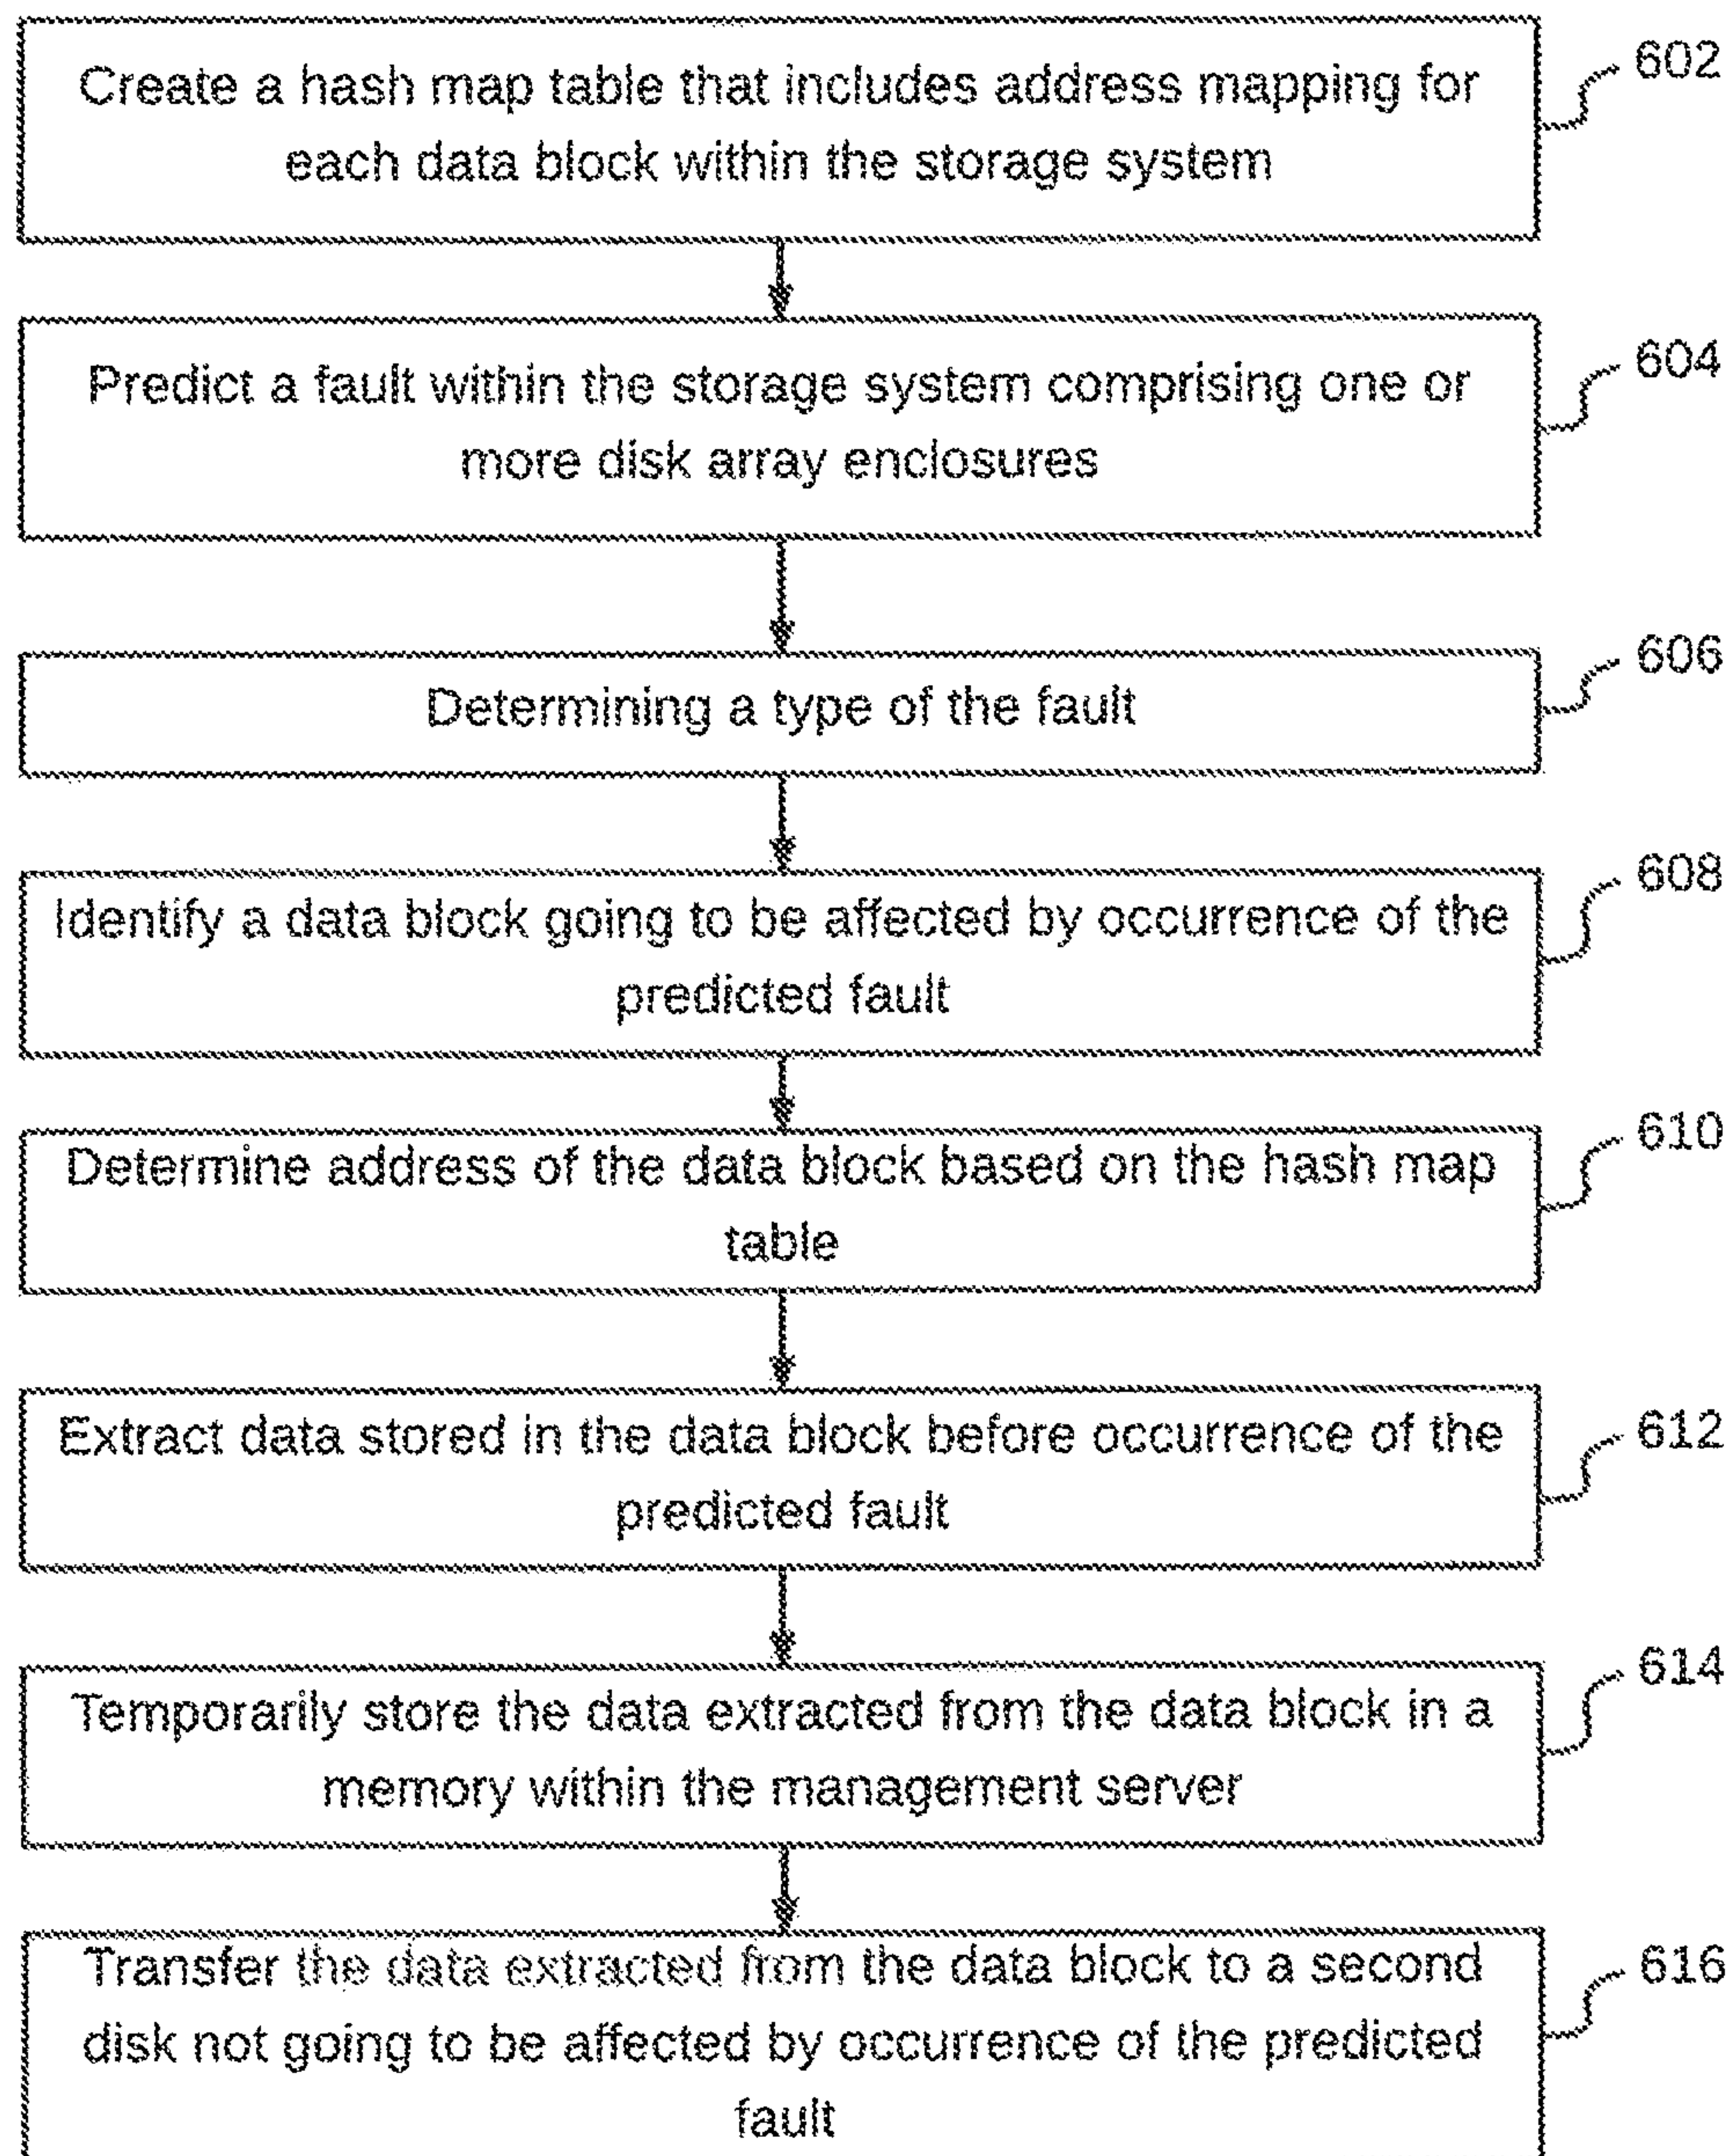 Create a hash map table that includes address mapping for
each data block within the storage system
602
Predict a fault within the storage system comprising one or
more disk array enclosures
604
Determining a type of the fault
606
Identify a data block going to be affected by occurrence of the
predicted fault
608
Determine address of the data block based on the hash map
table
610
Extract data stored in the data block before occurrence of the
predicted fault
612
Temporarily store the data extracted from the data block in a
memory within the management server
614
Transfer the data extracted from the data block to a second
disk not going to be affected by occurrence of the predicted
fault
616